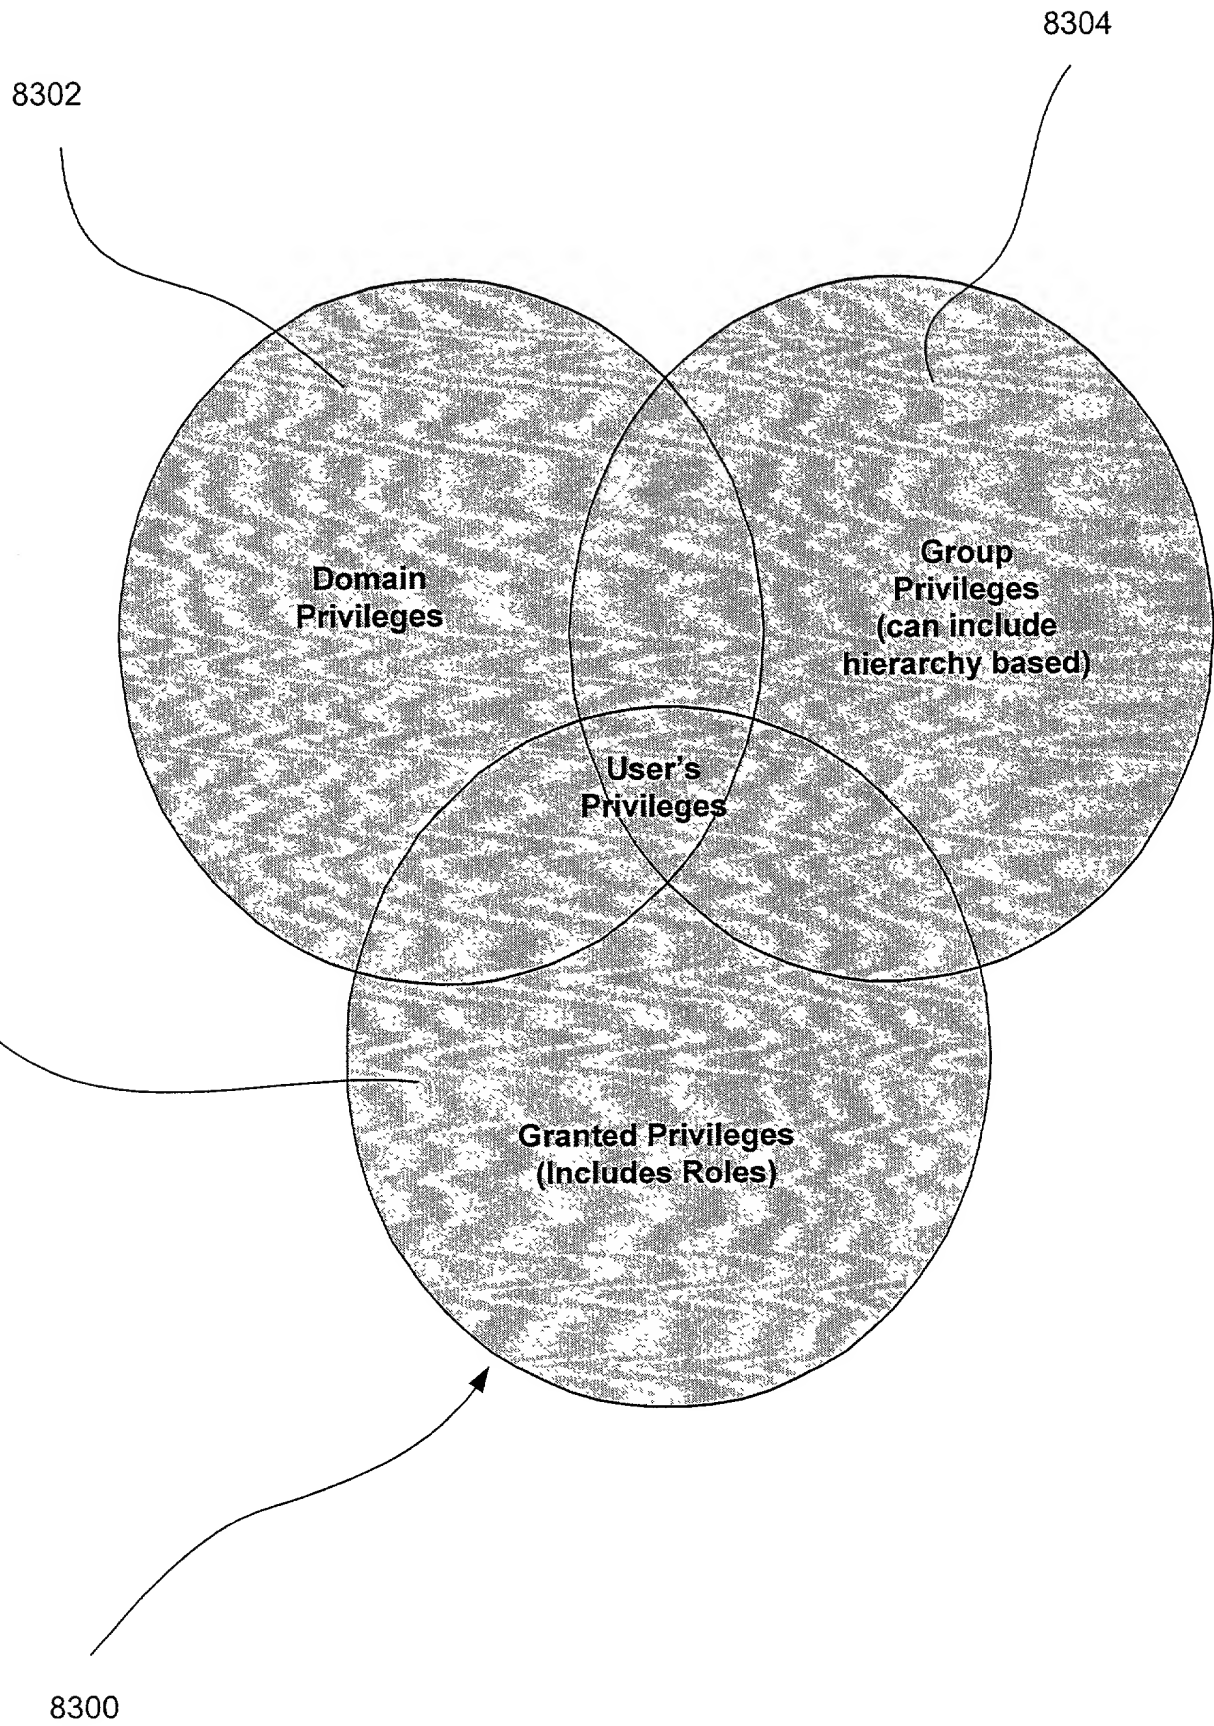 8304
8302
Domain
Privileges
Group
Privileges
(can include
hierarchy based)
User's
Privileges
Granted Privileges
(Includes Roles)
8300